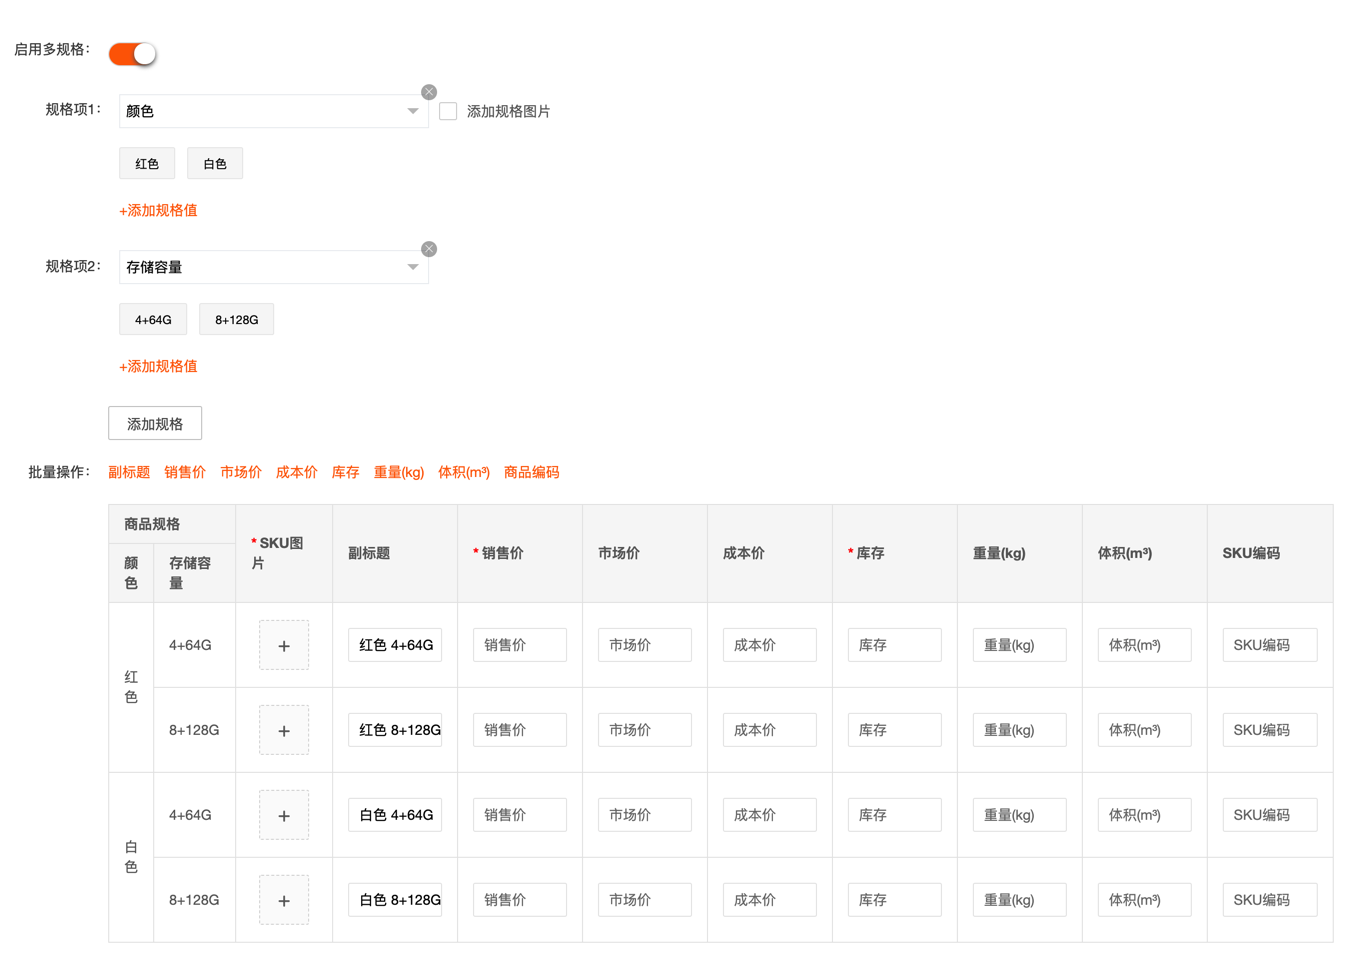 启用多规格：
规格项1：
颜色
添加规格图片
红色 白色
+添加规格值
规格项2：
存储容量
4+64G 8+128G
+添加规格值
添加规格
批量操作： 副标题 销售价 市场价 成本价 库存 重量(kg) 体积(m³) 商品编码
商品规格
颜色
存储容量
* SKU图片
副标题
* 销售价
市场价
成本价
* 库存
重量(kg)
体积(m³)
SKU编码
红色
4+64G + 红色 4+64G 销售价 市场价 成本价 库存 重量(kg) 体积(m³) SKU编码
8+128G + 红色 8+128G 销售价 市场价 成本价 库存 重量(kg) 体积(m³) SKU编码
白色
4+64G + 白色 4+64G 销售价 市场价 成本价 库存 重量(kg) 体积(m³) SKU编码
8+128G + 白色 8+128G 销售价 市场价 成本价 库存 重量(kg) 体积(m³) SKU编码